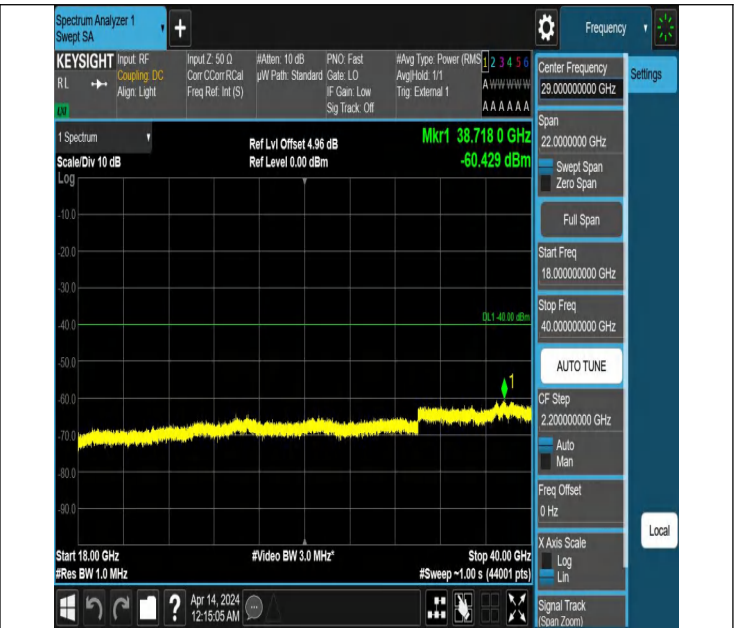 Spectrum Analyzer 1
Swept SA
+
Frequency
KEYSIGHT
RL
Input: RF
Coupling: DC
Align: Light
Input Z: 50 Ω
Corr CCorr RCal
Freq Ref: Int (S)
#Atten: 10 dB
µW Path: Standard
PNO: Fast
Gate: LO
IF Gain: Low
Sig Track: Off
#Avg Type: Power (RMS
Avg|Hold: 1/1
Trig: External 1
1 2 3 4 5 6
A W W W W W
A A A A A A
Center Frequency
29.000000000 GHz
Settings
Span
22.0000000 GHz
Swept Span
Zero Span
Full Span
Start Freq
18.000000000 GHz
Stop Freq
40.000000000 GHz
AUTO TUNE
CF Step
2.200000000 GHz
Auto
Man
Freq Offset
0 Hz
X Axis Scale
Log
Lin
Signal Track
(Span Zoom)
Local
1 Spectrum
Scale/Div 10 dB
Log
Ref Lvl Offset 4.96 dB
Ref Level 0.00 dBm
Mkr1 38.718 0 GHz
-60.429 dBm
-10.0
-20.0
-30.0
-40.0
DL1 -40.00 dBm
-50.0
1
-60.0
-70.0
-80.0
-90.0
Start 18.00 GHz
#Video BW 3.0 MHz*
Stop 40.00 GHz
#Res BW 1.0 MHz
#Sweep ~1.00 s (44001 pts)
?
Apr 14, 2024
12:15:05 AM